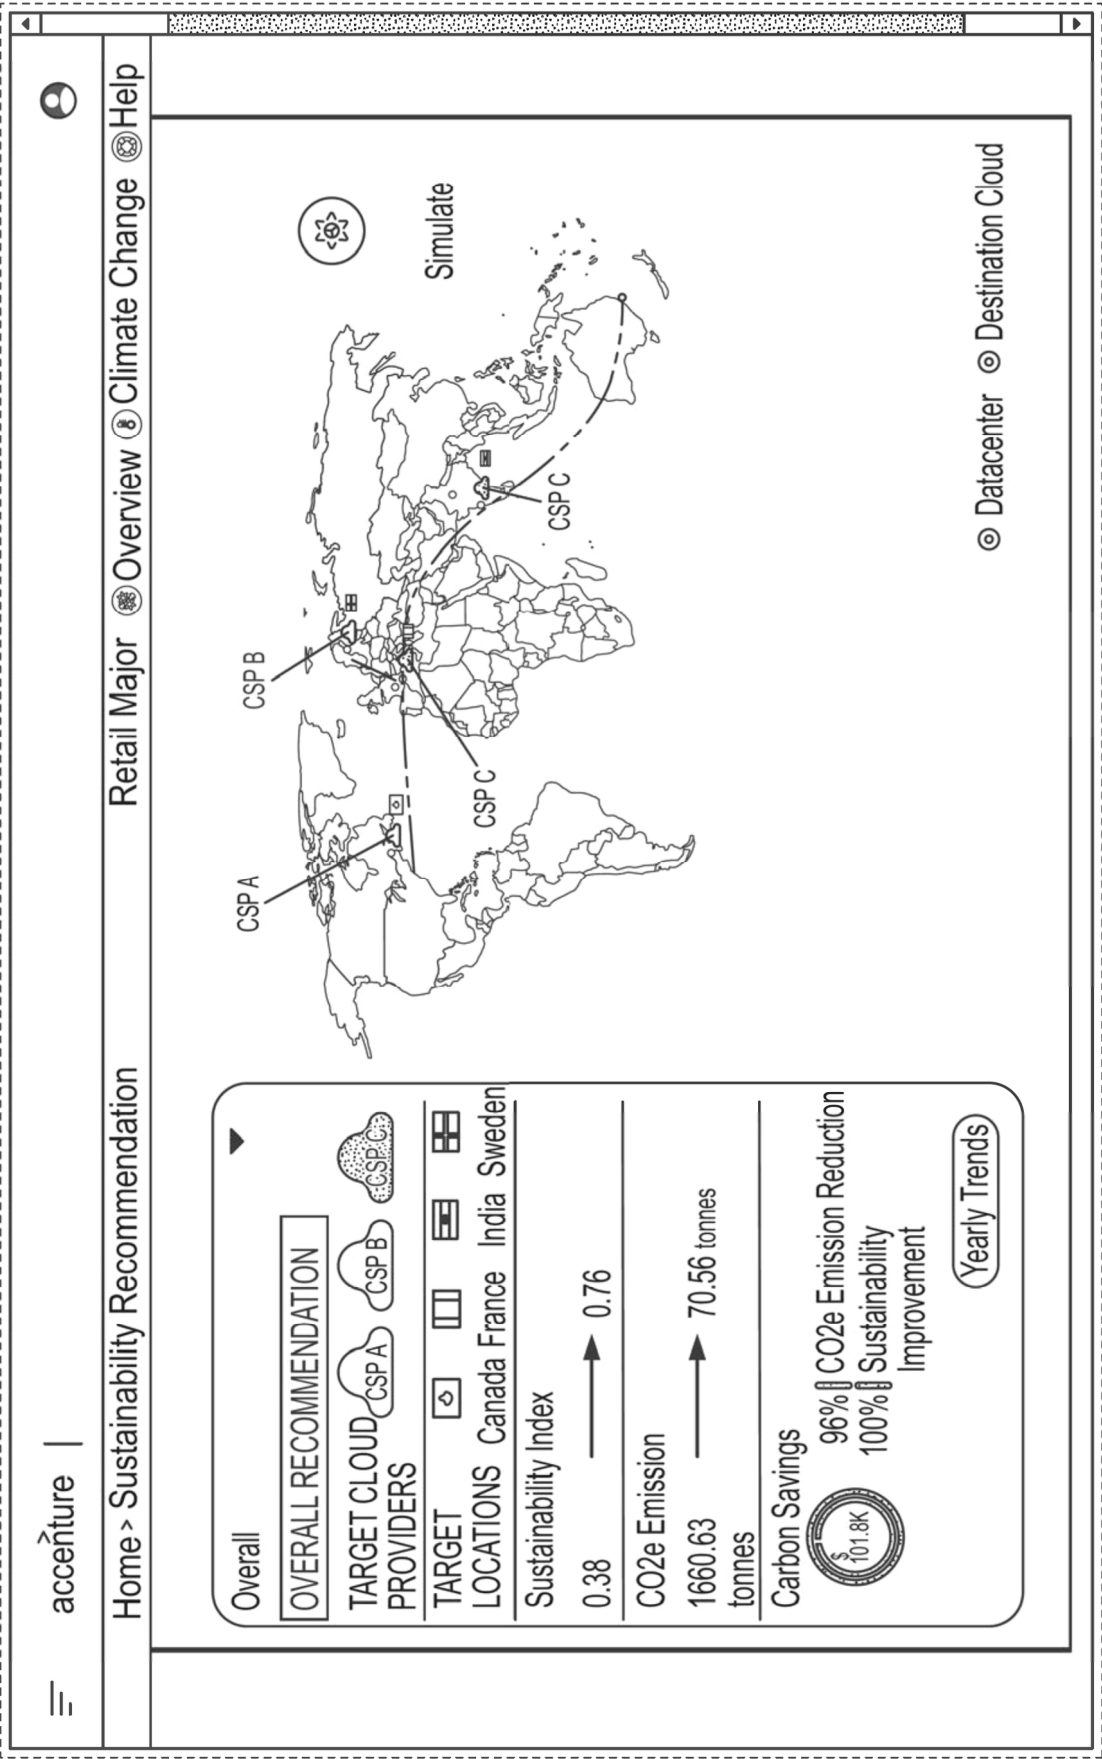 accenture
Home > Sustainability Recommendation
Retail Major
Overview
Climate Change
Help
Overall
OVERALL RECOMMENDATION
TARGET CLOUD
PROVIDERS
CSP A
CSP B
CSP C
TARGET
LOCATIONS
Canada
France
India
Sweden
Sustainability Index
0.38
0.76
CO2e Emission
1660.63
tonnes
70.56 tonnes
Carbon Savings
$
101.8K
96% CO2e Emission Reduction
100% Sustainability
Improvement
Yearly Trends
CSP A
CSP B
CSP C
CSP C
Simulate
Datacenter
Destination Cloud